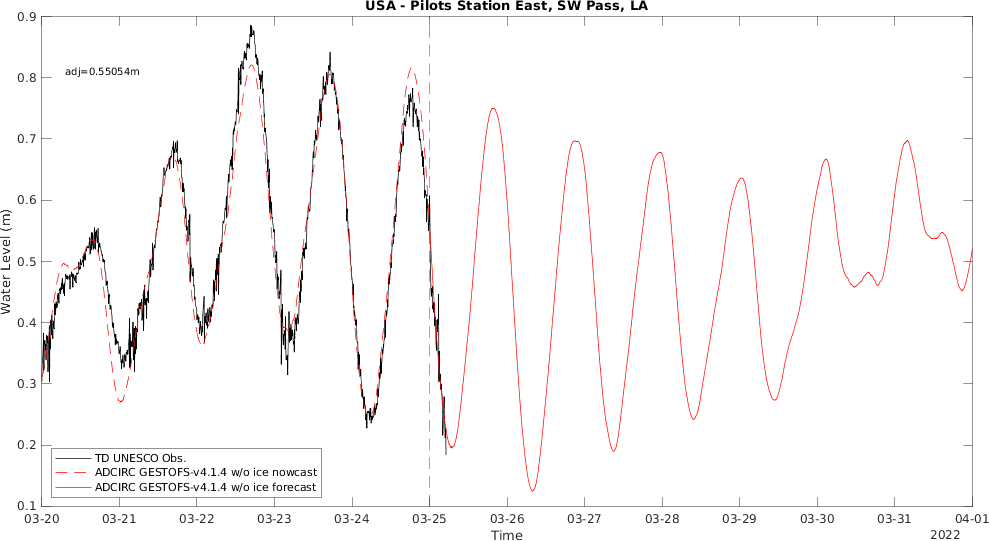 USA - Pilots Station East, SW Pass, LA
0.9
0.8
0.7
0.6
0.5
0.4
0.3
0.2
0.1
Water Level (m)
adj=0.55054m
TD UNESCO Obs.
ADCIRC GESTOFS-v4.1.4 w/o ice nowcast
ADCIRC GESTOFS-v4.1.4 w/o ice forecast
03-20 03-21 03-22 03-23 03-24 03-25 03-26 03-27 03-28 03-29 03-30 03-31 04-01
Time
2022